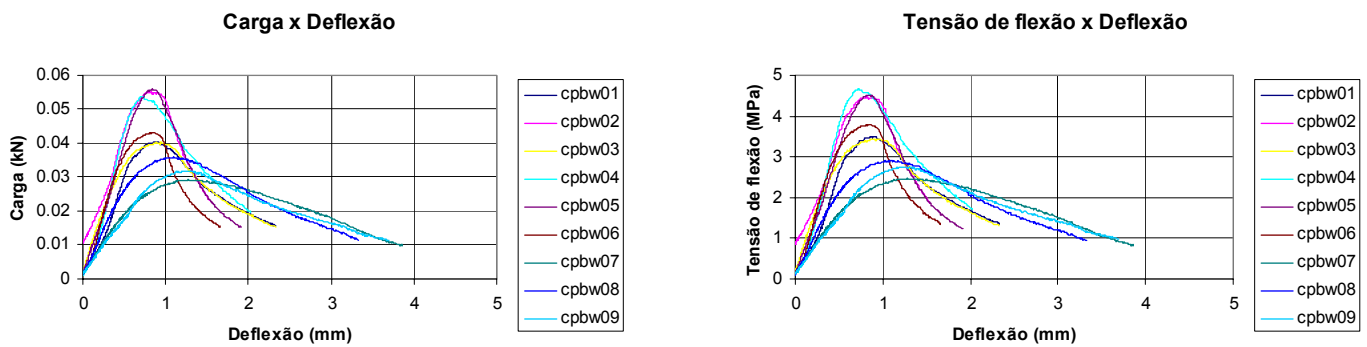 Carga x Deflexão
Carga (kN)
0.06
0.05
0.04
0.03
0.02
0.01
0
0 1 2 3 4 5
Deflexão (mm)
cpbw01
cpbw02
cpbw03
cpbw04
cpbw05
cpbw06
cpbw07
cpbw08
cpbw09
Tensão de flexão x Deflexão
Tensão de flexão (MPa)
5
4
3
2
1
0
0 1 2 3 4 5
Deflexão (mm)
cpbw01
cpbw02
cpbw03
cpbw04
cpbw05
cpbw06
cpbw07
cpbw08
cpbw09